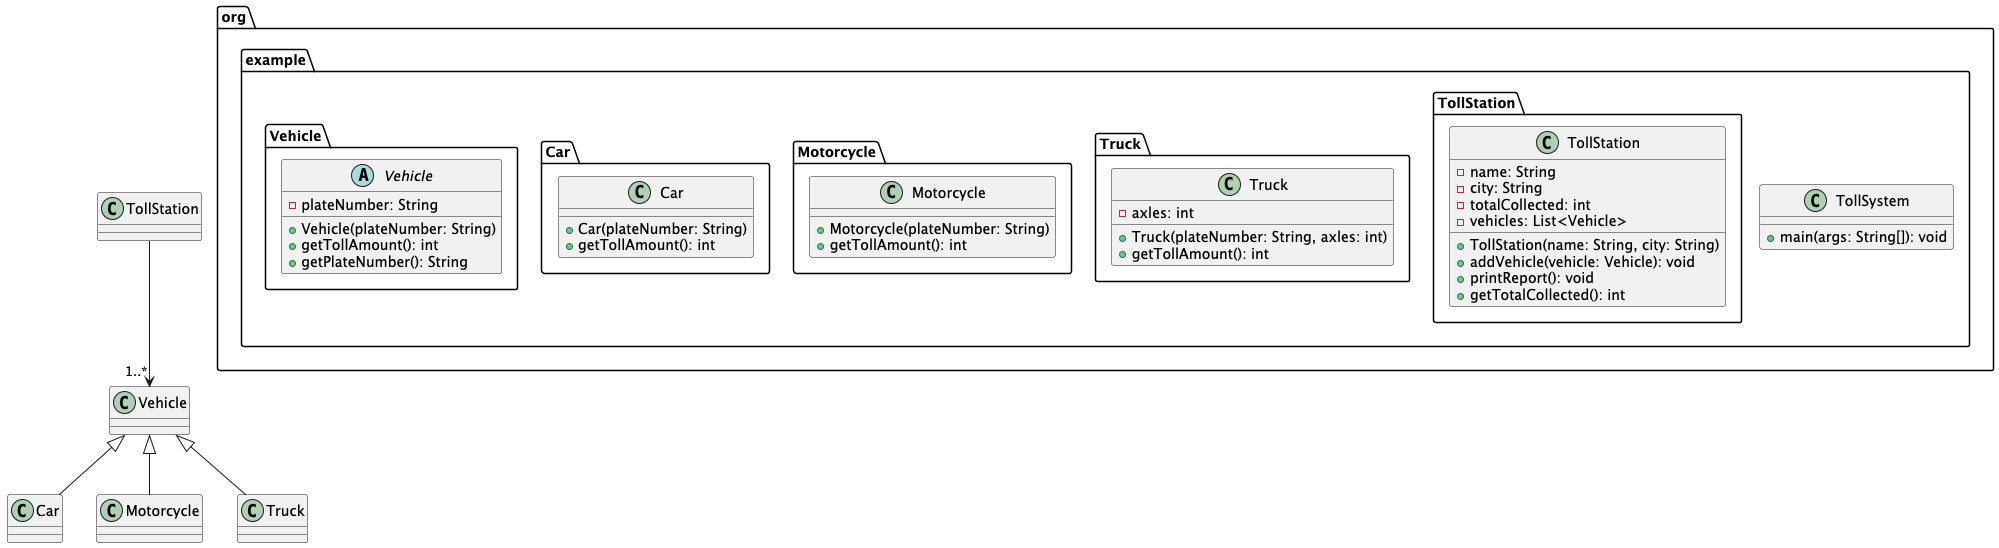 org
example
Vehicle
A Vehicle
plateNumber: String
Vehicle(plateNumber: String)
getTollAmount(): int
getPlateNumber(): String
Car
C Car
Car(plateNumber: String)
getTollAmount(): int
Motorcycle
C Motorcycle
Motorcycle(plateNumber: String)
getTollAmount(): int
Truck
C Truck
axles: int
Truck(plateNumber: String, axles: int)
getTollAmount(): int
TollStation
C TollStation
name: String
city: String
totalCollected: int
vehicles: List<Vehicle>
TollStation(name: String, city: String)
addVehicle(vehicle: Vehicle): void
printReport(): void
getTotalCollected(): int
C TollSystem
main(args: String[]): void
C TollStation
1..*
C Vehicle
C Car
C Motorcycle
C Truck